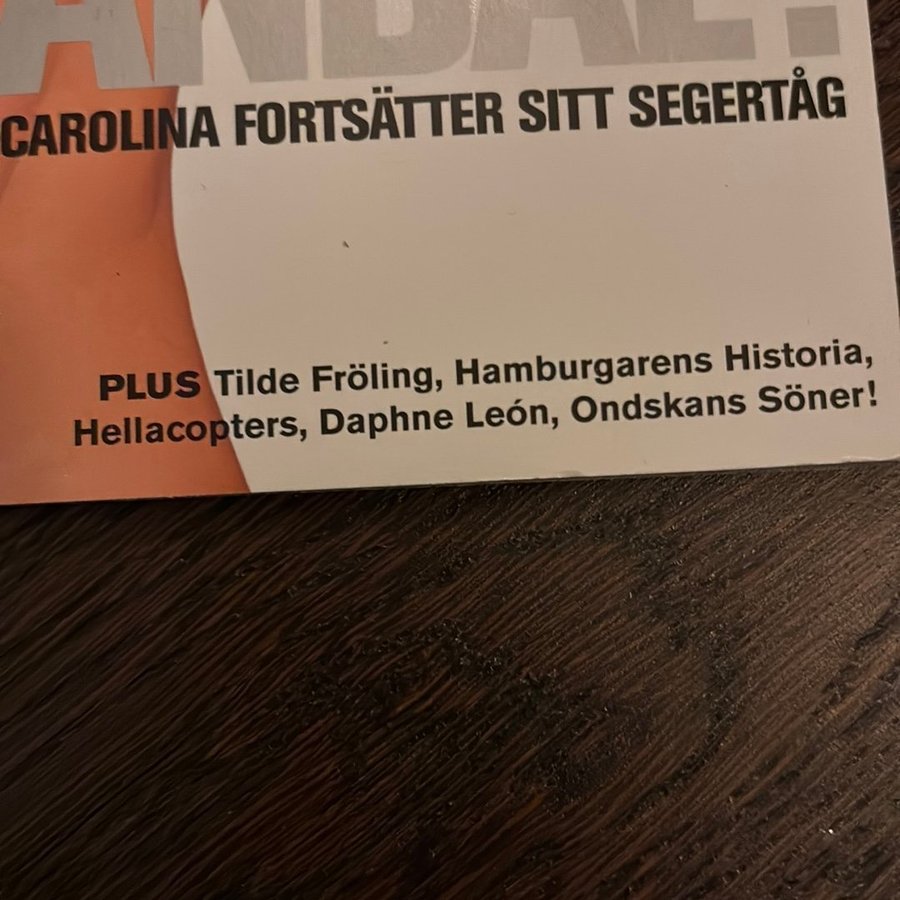 CAROLINA FORTSÄTTER SITT SEGERTÅG
PLUS Tilde Fröling, Hamburgarens Historia,
Hellacopters, Daphne León, Ondskans Söner!